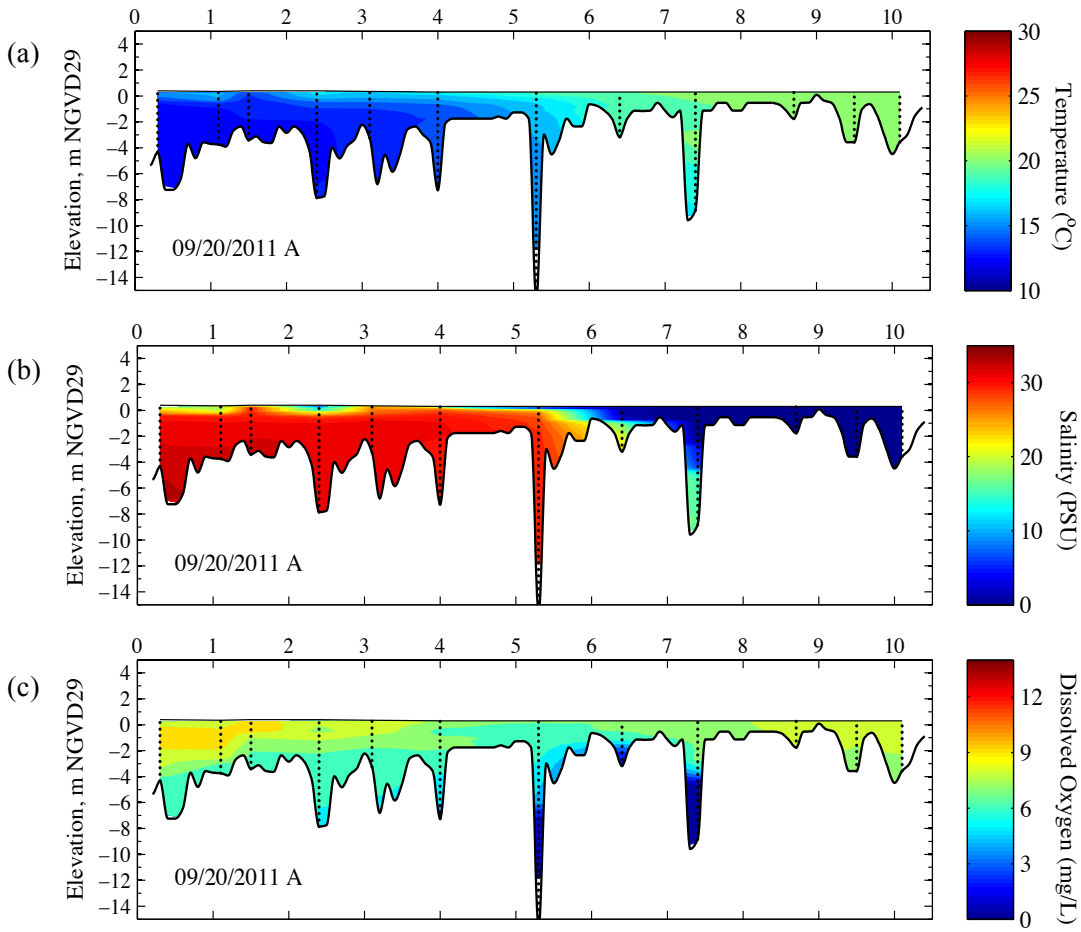 0 1 2 3 4 5 6 7 8 9 10
(a)
Elevation, m NGVD29
4
2
0
−2
−4
−6
−8
−10
−12
−14
09/20/2011 A
30
25
20
15
10
Temperature (°C)
0 1 2 3 4 5 6 7 8 9 10
(b)
Elevation, m NGVD29
4
2
0
−2
−4
−6
−8
−10
−12
−14
09/20/2011 A
30
20
10
0
Salinity (PSU)
0 1 2 3 4 5 6 7 8 9 10
(c)
Elevation, m NGVD29
4
2
0
−2
−4
−6
−8
−10
−12
−14
09/20/2011 A
12
9
6
3
0
Dissolved Oxygen (mg/L)